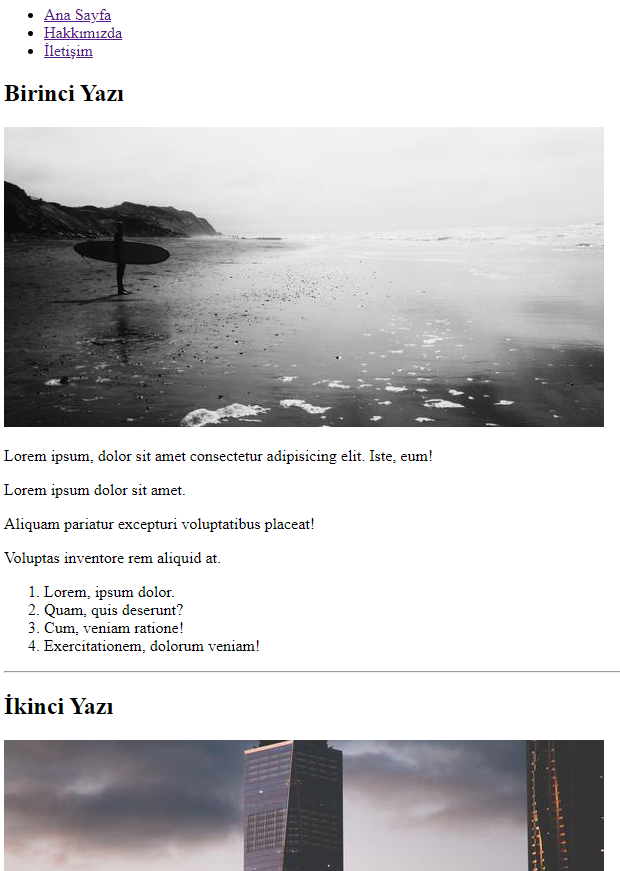 Ana Sayfa
Hakkımızda
İletişim
Birinci Yazı
Lorem ipsum, dolor sit amet consectetur adipisicing elit. Iste, eum!
Lorem ipsum dolor sit amet.
Aliquam pariatur excepturi voluptatibus placeat!
Voluptas inventore rem aliquid at.
1. Lorem, ipsum dolor.
2. Quam, quis deserunt?
3. Cum, veniam ratione!
4. Exercitationem, dolorum veniam!
İkinci Yazı